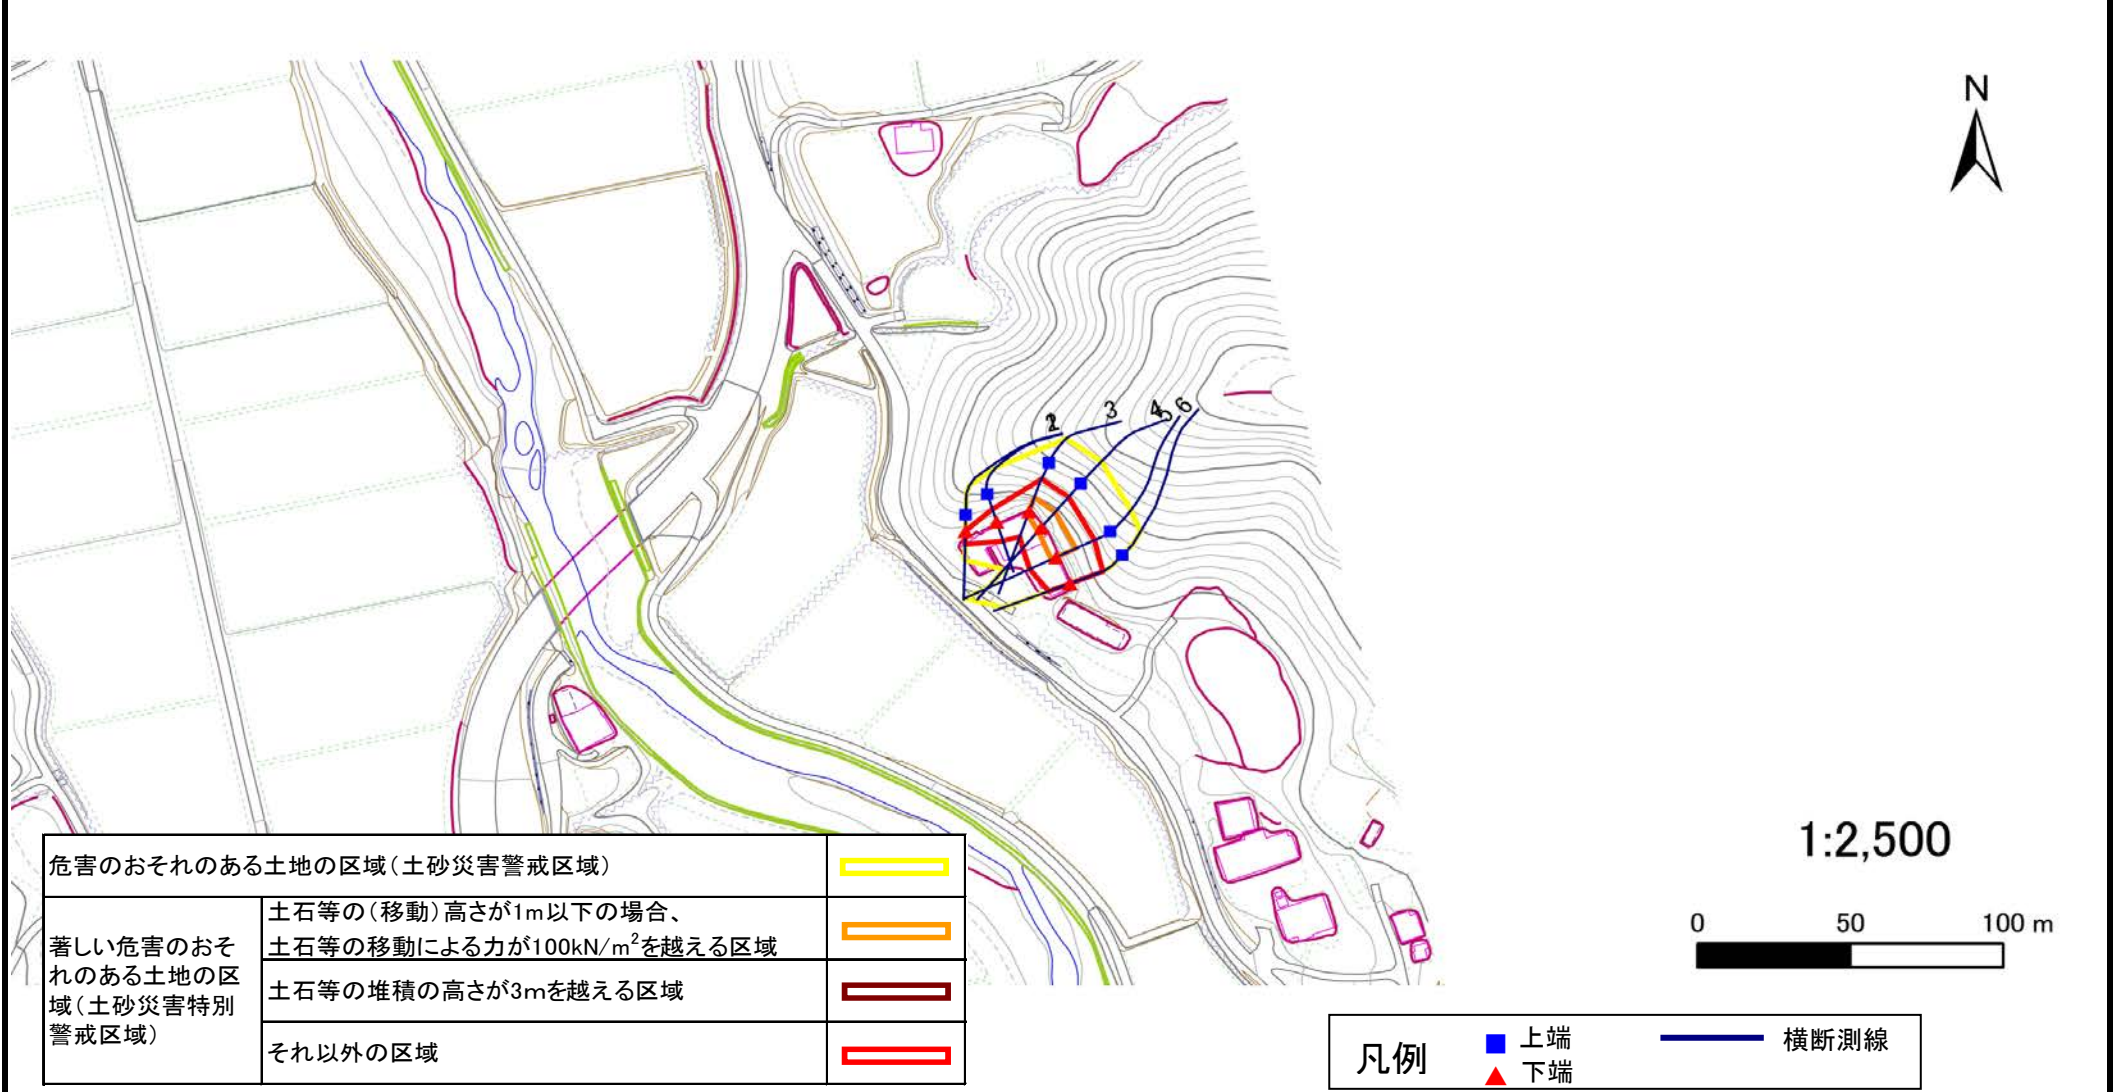 N
1
2
3
4
5
6
1:2,500
0 50 100 m
危害のおそれのある土地の区域(土砂災害警戒区域)
著しい危害のおそ
れのある土地の区
域(土砂災害特別
警戒区域)
土石等の(移動)高さが1m以下の場合、
土石等の移動による力が100kN/m²を越える区域
土石等の堆積の高さが3mを越える区域
それ以外の区域
凡例
上端
下端
横断測線